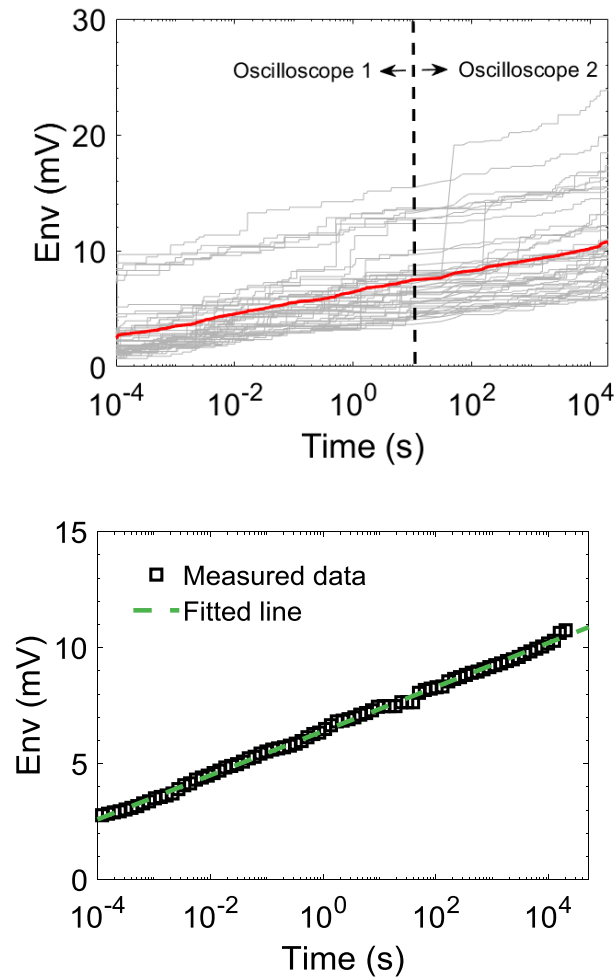 30
20
10
0
Env (mV)
Oscilloscope 1
Oscilloscope 2
10⁻⁴
10⁻²
10⁰
10²
10⁴
Time (s)
15
10
5
0
Env (mV)
Measured data
Fitted line
10⁻⁴
10⁻²
10⁰
10²
10⁴
Time (s)